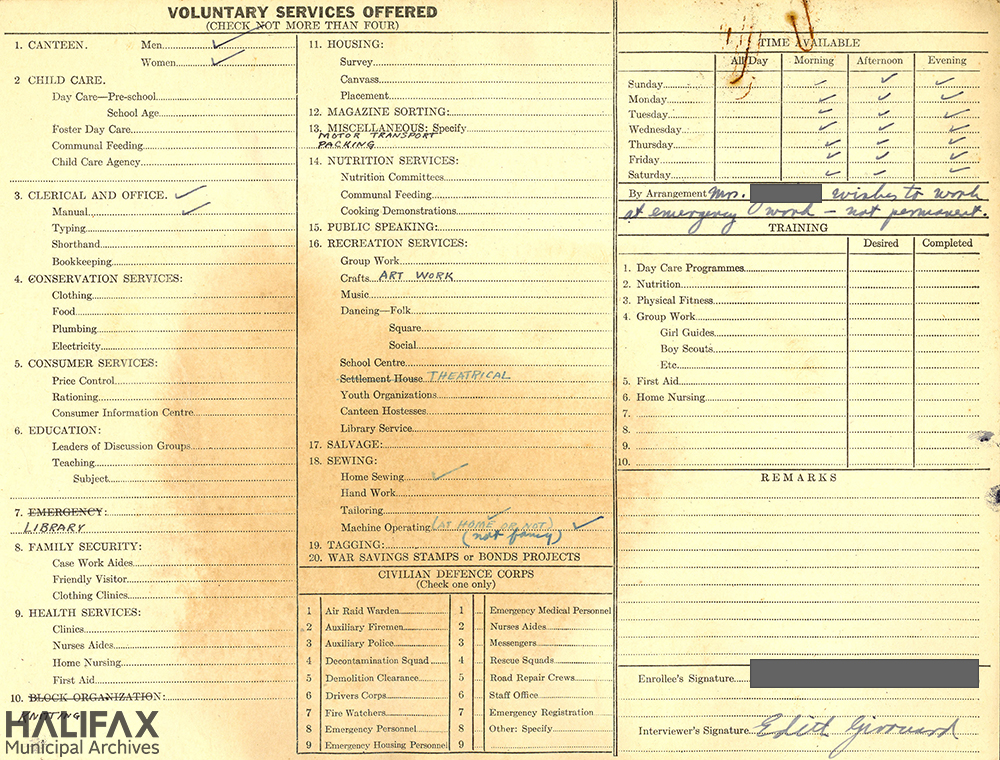 VOLUNTARY SERVICES OFFERED
(CHECK NOT MORE THAN FOUR)
1. CANTEEN. Men
Women
2 CHILD CARE.
Day Care—Pre-school
School Age
Foster Day Care
Communal Feeding
Child Care Agency
3. CLERICAL AND OFFICE.
Manual
Typing
Shorthand
Bookkeeping
4. CONSERVATION SERVICES:
Clothing
Food
Plumbing
Electricity
5. CONSUMER SERVICES:
Price Control
Rationing
Consumer Information Centre
6. EDUCATION:
Leaders of Discussion Groups
Teaching
Subject
7. EMERGENCY:
LIBRARY
8. FAMILY SECURITY:
Case Work Aides
Friendly Visitor
Clothing Clinics
9. HEALTH SERVICES:
Clinics
Nurses Aides
Home Nursing
First Aid
10. BLOCK ORGANIZATION:
KNITTING
HALIFAX
Municipal Archives
11. HOUSING:
Survey
Canvass
Placement
12. MAGAZINE SORTING:
13. MISCELLANEOUS: Specify
MOTOR TRANSPORT
PACKING
14. NUTRITION SERVICES:
Nutrition Committees
Communal Feeding
Cooking Demonstrations
15. PUBLIC SPEAKING:
16. RECREATION SERVICES:
Group Work
Crafts ART WORK
Music
Dancing—Folk
Square
Social
School Centre
Settlement House THEATRICAL
Youth Organizations
Canteen Hostesses
Library Service
17. SALVAGE:
18. SEWING:
Home Sewing
Hand Work
Tailoring
Machine Operating (AT HOME OR NOT)
(not fancy)
19. TAGGING:
20. WAR SAVINGS STAMPS or BONDS PROJECTS
CIVILIAN DEFENCE CORPS
(Check one only)
1 Air Raid Warden 1 Emergency Medical Personnel
2 Auxiliary Firemen 2 Nurses Aides
3 Auxiliary Police 3 Messengers
4 Decontamination Squad 4 Rescue Squads
5 Demolition Clearance 5 Road Repair Crews
6 Drivers Corps 6 Staff Office
7 Fire Watchers 7 Emergency Registration
8 Emergency Personnel 8 Other: Specify
9 Emergency Housing Personnel 9
TIME AVAILABLE
All Day Morning Afternoon Evening
Sunday
Monday
Tuesday
Wednesday
Thursday
Friday
Saturday
By Arrangement Mrs. wishes to work
at emergency work – not permanent.
TRAINING
Desired Completed
1. Day Care Programmes
2. Nutrition
3. Physical Fitness
4. Group Work
Girl Guides
Boy Scouts
Etc
5. First Aid
6. Home Nursing
7.
8.
9.
10.
REMARKS
Enrollee's Signature
Interviewer's Signature Edith Girouard